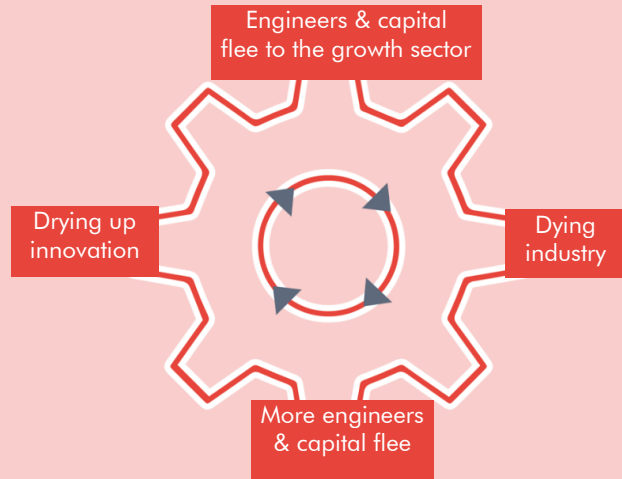 Engineers & capital
flee to the growth sector
Drying up
innovation
Dying
industry
More engineers
& capital flee